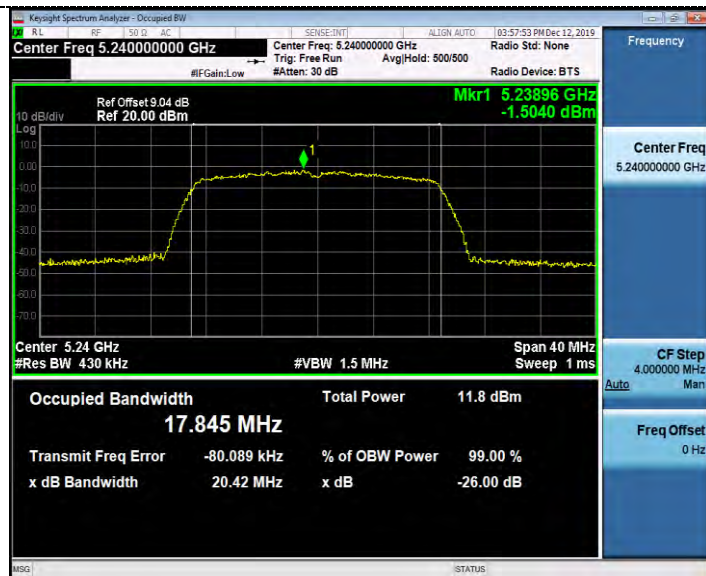 Keysight Spectrum Analyzer - Occupied BW
RL RF 50 Ω AC SENSE:INT ALIGN AUTO 03:57:53 PM Dec 12, 2019
Center Freq 5.240000000 GHz
Center Freq: 5.240000000 GHz Radio Std: None
Trig: Free Run Avg|Hold: 500/500
#IFGain:Low #Atten: 30 dB Radio Device: BTS
Frequency
Ref Offset 9.04 dB Mkr1 5.23896 GHz
10 dB/div Ref 20.00 dBm -1.5040 dBm
Log
10.0
0.00
-10.0
-20.0
-30.0
-40.0
-50.0
-60.0
-70.0
1
Center 5.24 GHz Span 40 MHz
#Res BW 430 kHz #VBW 1.5 MHz Sweep 1 ms
Occupied Bandwidth Total Power 11.8 dBm
17.845 MHz
Transmit Freq Error -80.089 kHz % of OBW Power 99.00 %
x dB Bandwidth 20.42 MHz x dB -26.00 dB
Center Freq
5.240000000 GHz
CF Step
4.000000 MHz
Auto Man
Freq Offset
0 Hz
MSG STATUS